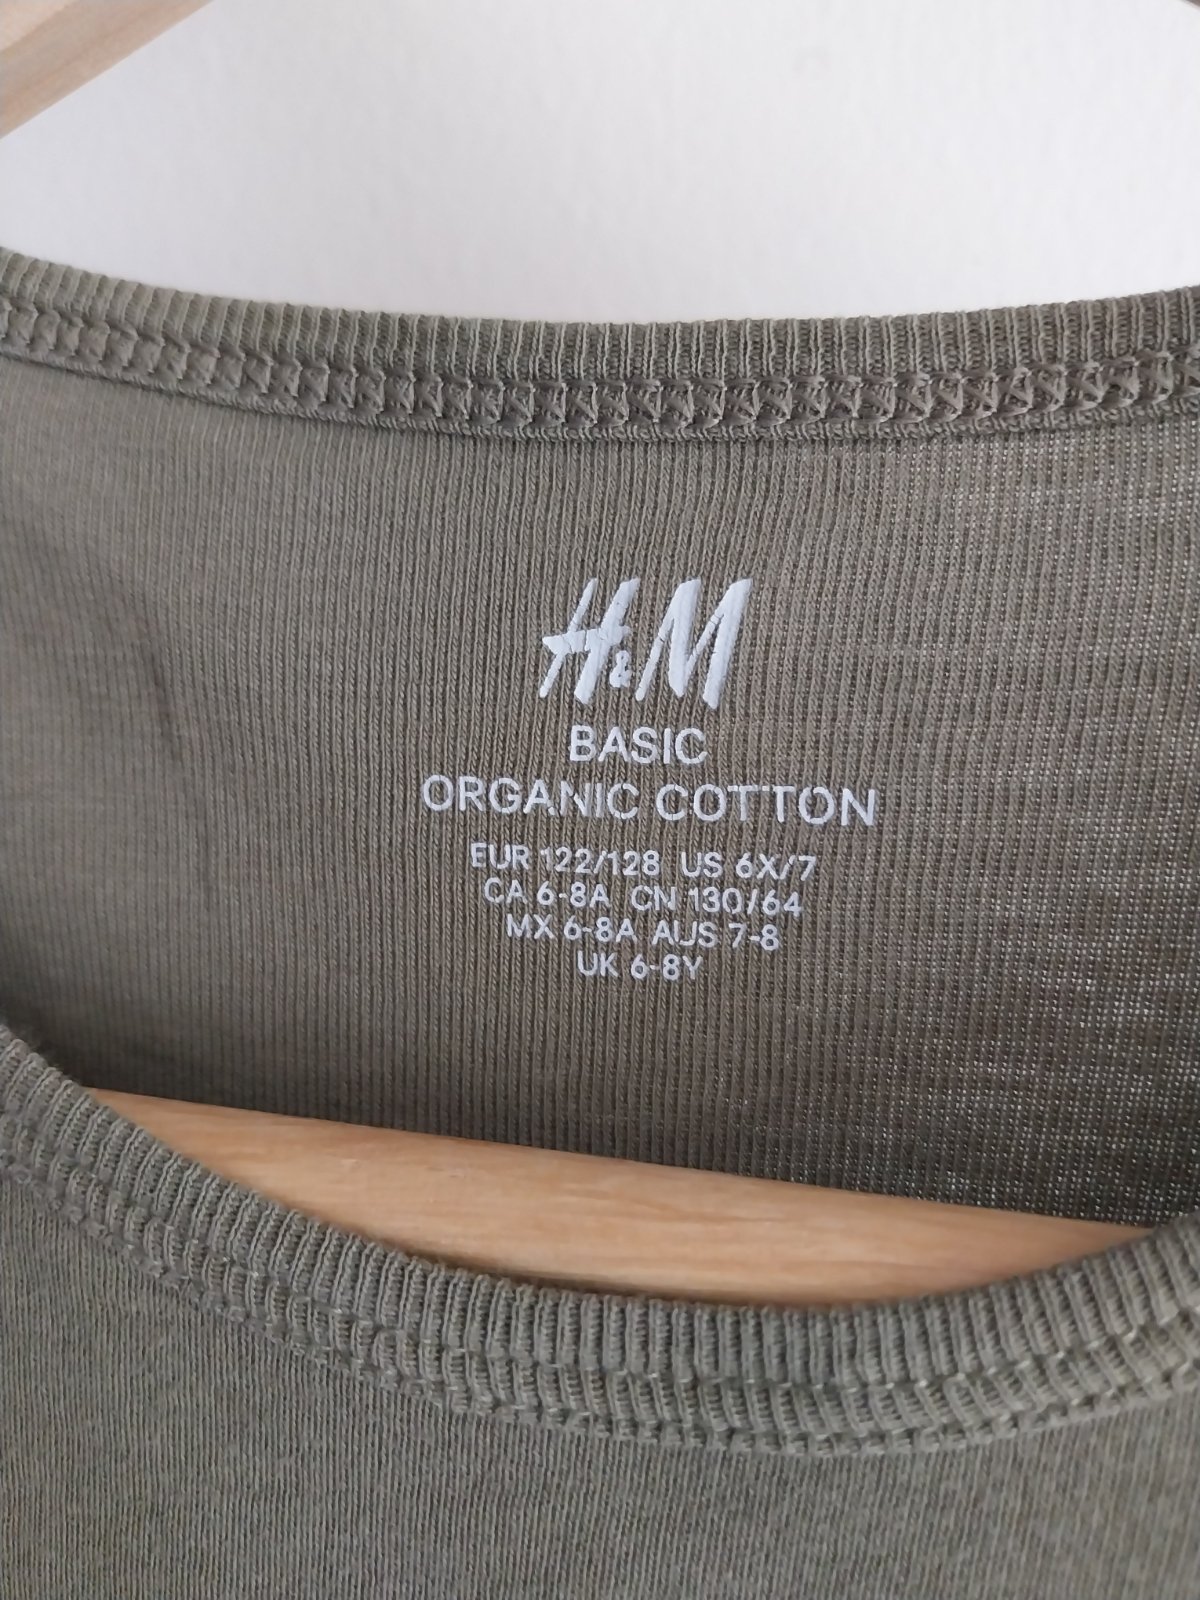 H&M
BASIC
ORGANIC COTTON
EUR 122/128 US 6X/7
CA 6-8A CN 130/64
MX 6-8A AUS 7-8
UK 6-8Y